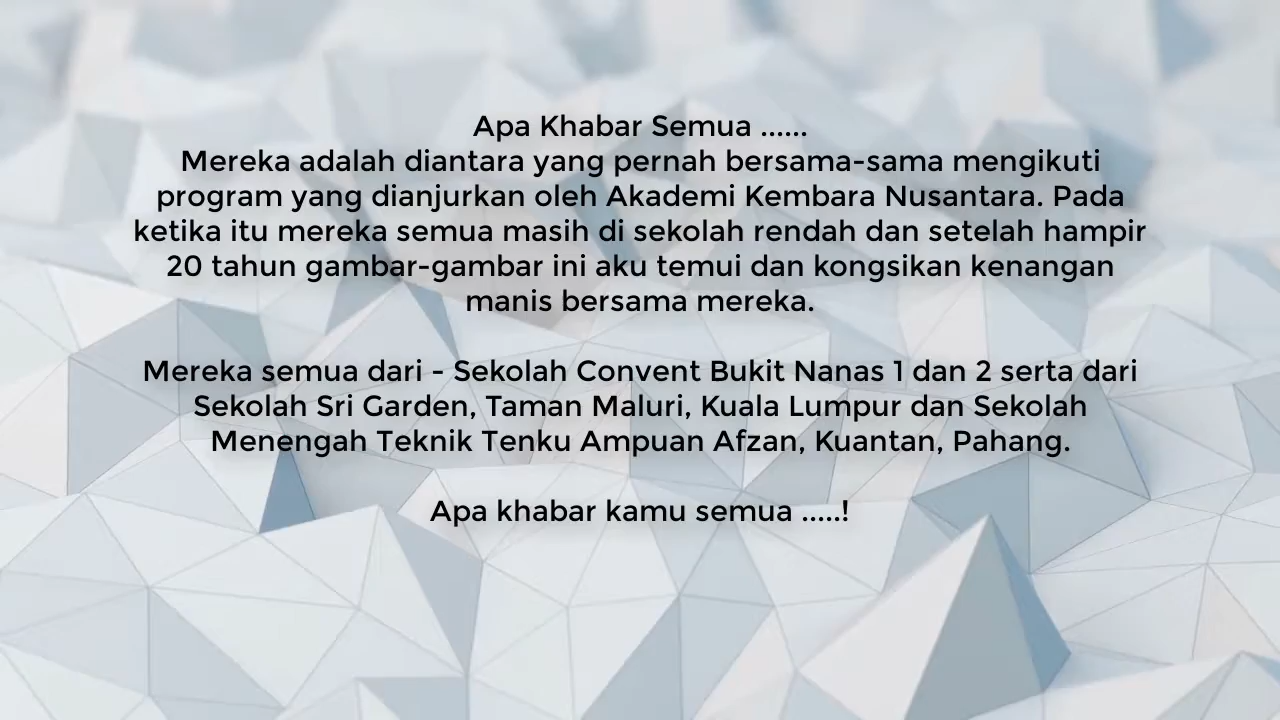 Apa Khabar Semua ......
Mereka adalah diantara yang pernah bersama-sama mengikuti
program yang dianjurkan oleh Akademi Kembara Nusantara. Pada
ketika itu mereka semua masih di sekolah rendah dan setelah hampir
20 tahun gambar-gambar ini aku temui dan kongsikan kenangan
manis bersama mereka.
Mereka semua dari - Sekolah Convent Bukit Nanas 1 dan 2 serta dari
Sekolah Sri Garden, Taman Maluri, Kuala Lumpur dan Sekolah
Menengah Teknik Tenku Ampuan Afzan, Kuantan, Pahang.
Apa khabar kamu semua .....!